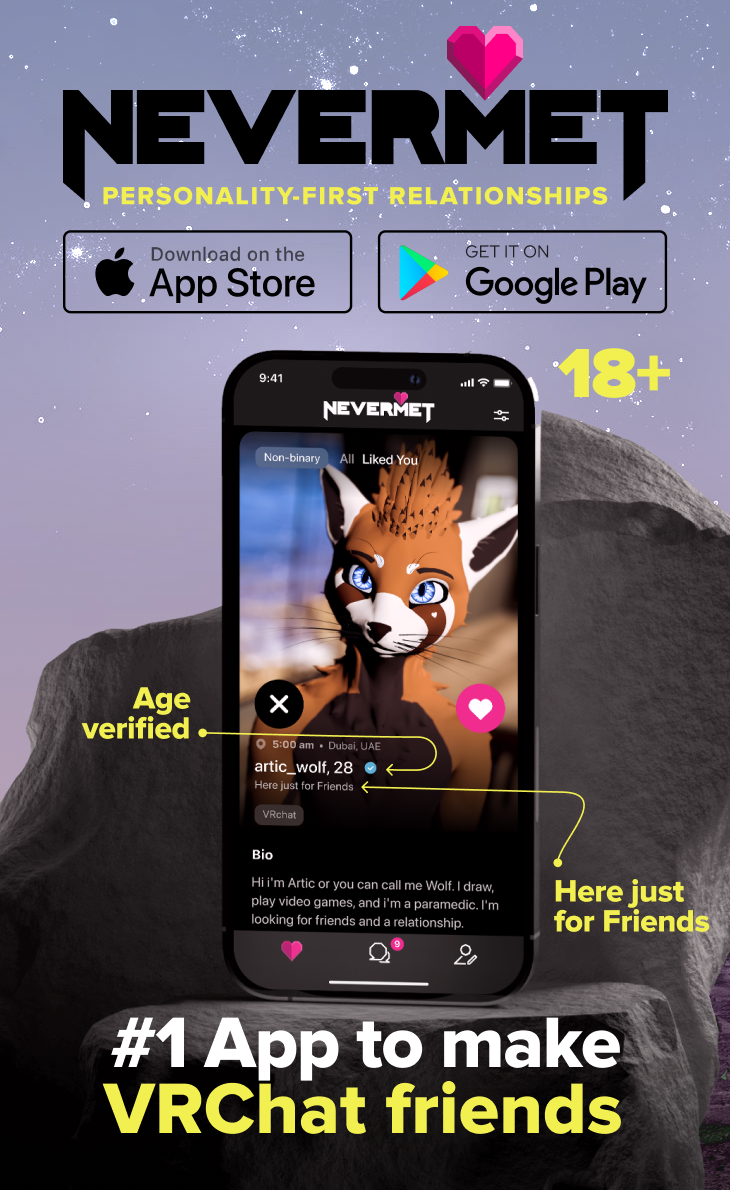 NEVERMET
PERSONALITY-FIRST RELATIONSHIPS
Download on the
App Store
GET IT ON
Google Play
18+
9:41
NEVERMET
Non-binary All Liked You
Age
verified
5:00 am • Dubai, UAE
artic_wolf, 28
Here just for Friends
VRchat
Bio
Hi i'm Artic or you can call me Wolf. I draw,
play video games, and i'm a paramedic. I'm
looking for friends and a relationship.
Here just
for Friends
9
#1 App to make
VRChat friends